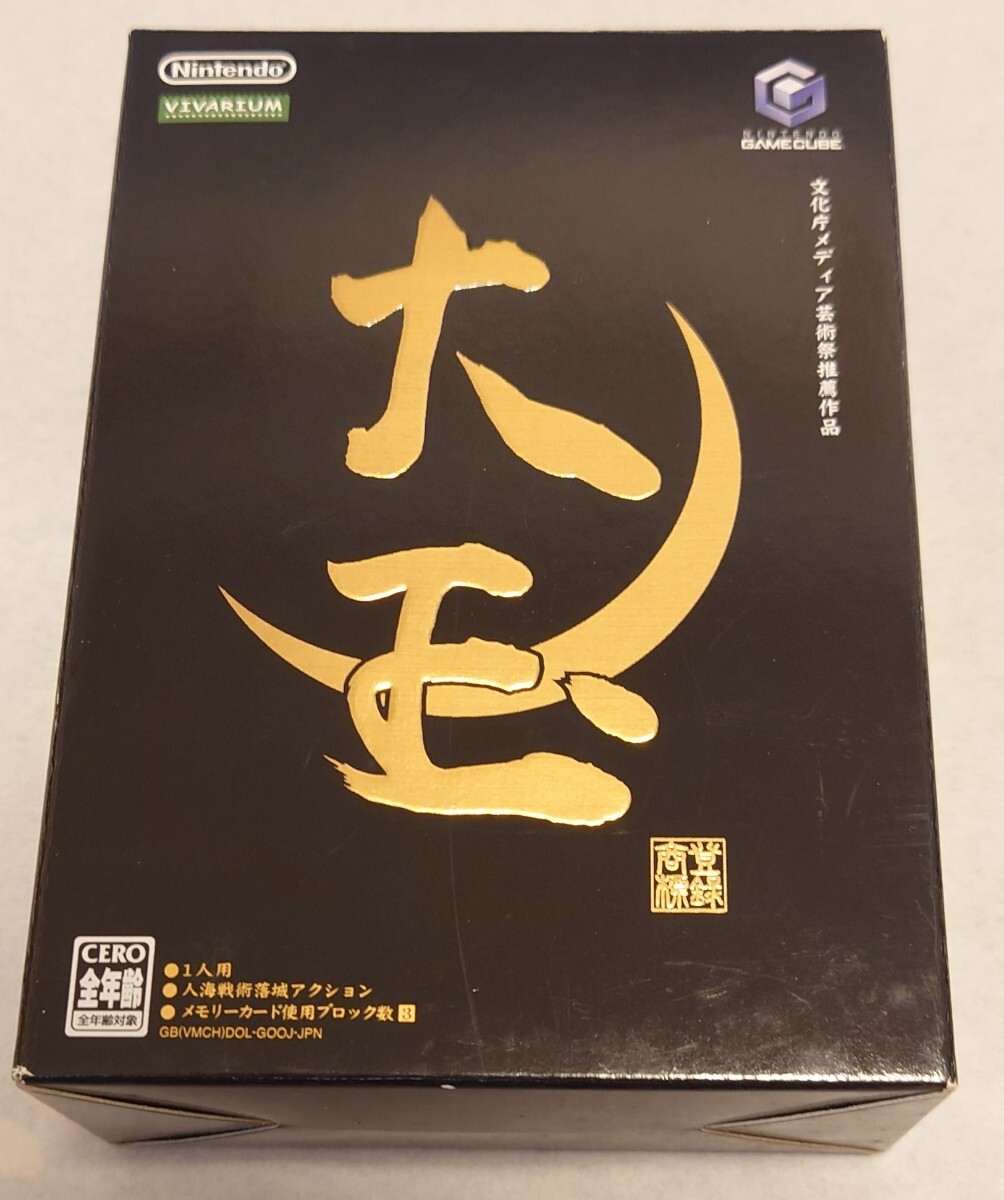 Nintendo
VIVARIUM
NINTENDO
GAMECUBE
文化庁メディア芸術祭推薦作品
大玉
登録
商標
CERO
全年齢
全年齢対象
●1人用
●人海戦術落城アクション
●メモリーカード使用ブロック数3
GB(VMCH)DOL-GOOJ-JPN